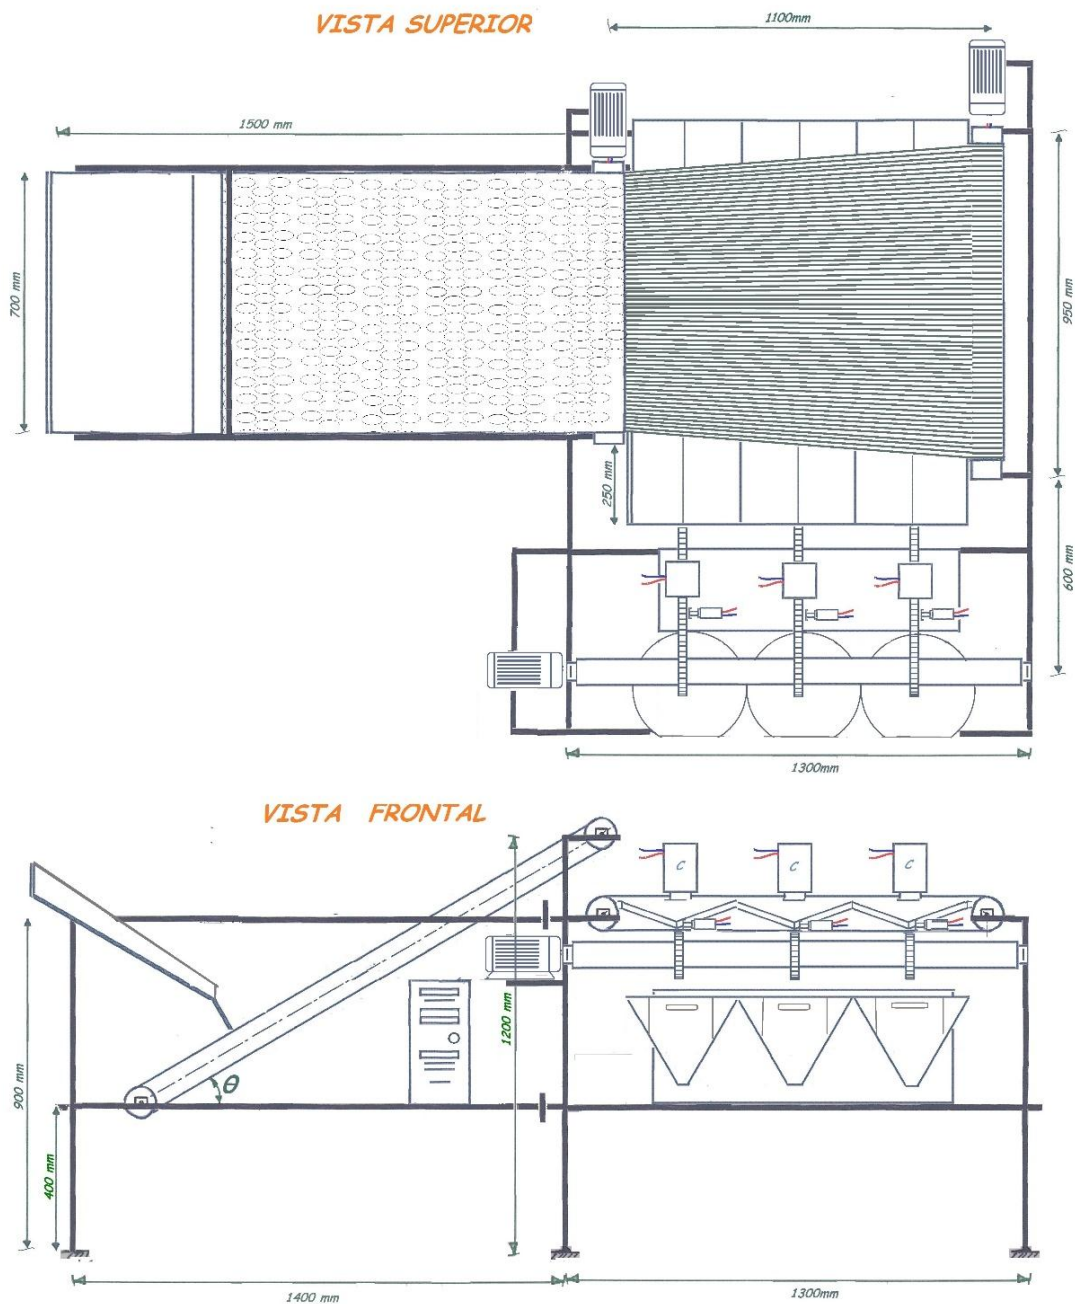 VISTA SUPERIOR
1100mm
1500 mm
700 mm
950 mm
250 mm
600 mm
1300mm
VISTA FRONTAL
C
C
C
θ
1200 mm
900 mm
400 mm
1400 mm
1300mm